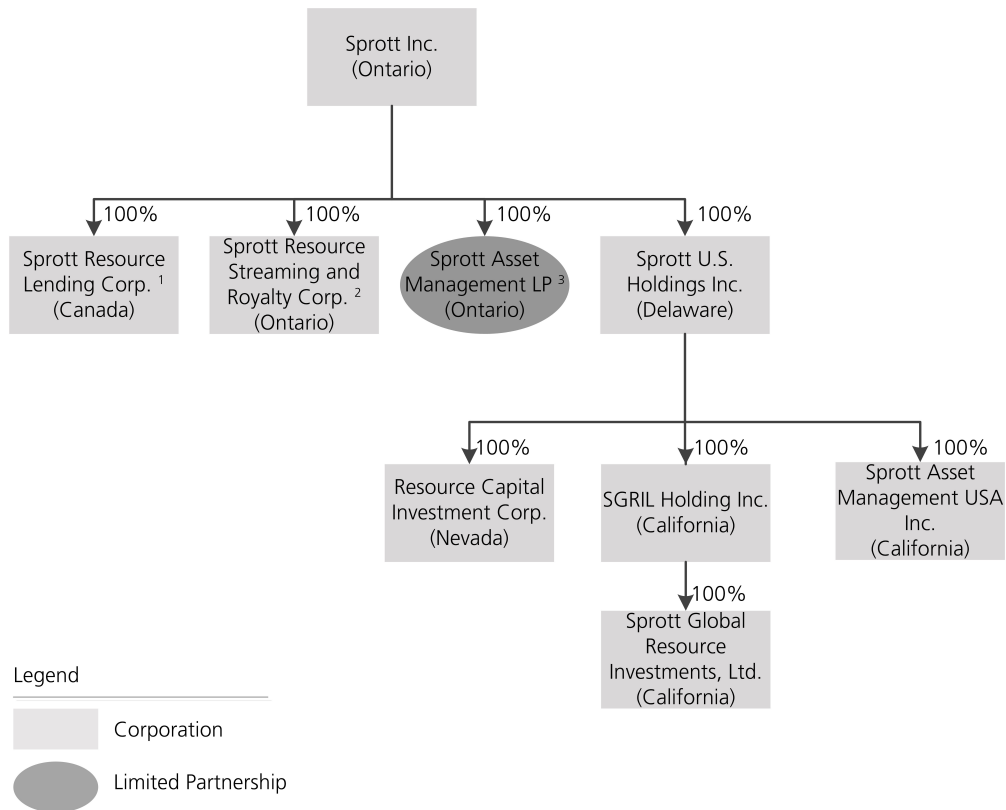 Sprott Inc.
(Ontario)
100%
100%
100%
100%
Sprott Resource
Lending Corp. 1
(Canada)
Sprott Resource
Streaming and
Royalty Corp. 2
(Ontario)
Sprott Asset
Management LP 3
(Ontario)
Sprott U.S.
Holdings Inc.
(Delaware)
100%
100%
100%
Resource Capital
Investment Corp.
(Nevada)
SGRIL Holding Inc.
(California)
Sprott Asset
Management USA
Inc.
(California)
100%
Sprott Global
Resource
Investments, Ltd.
(California)
Legend
Corporation
Limited Partnership